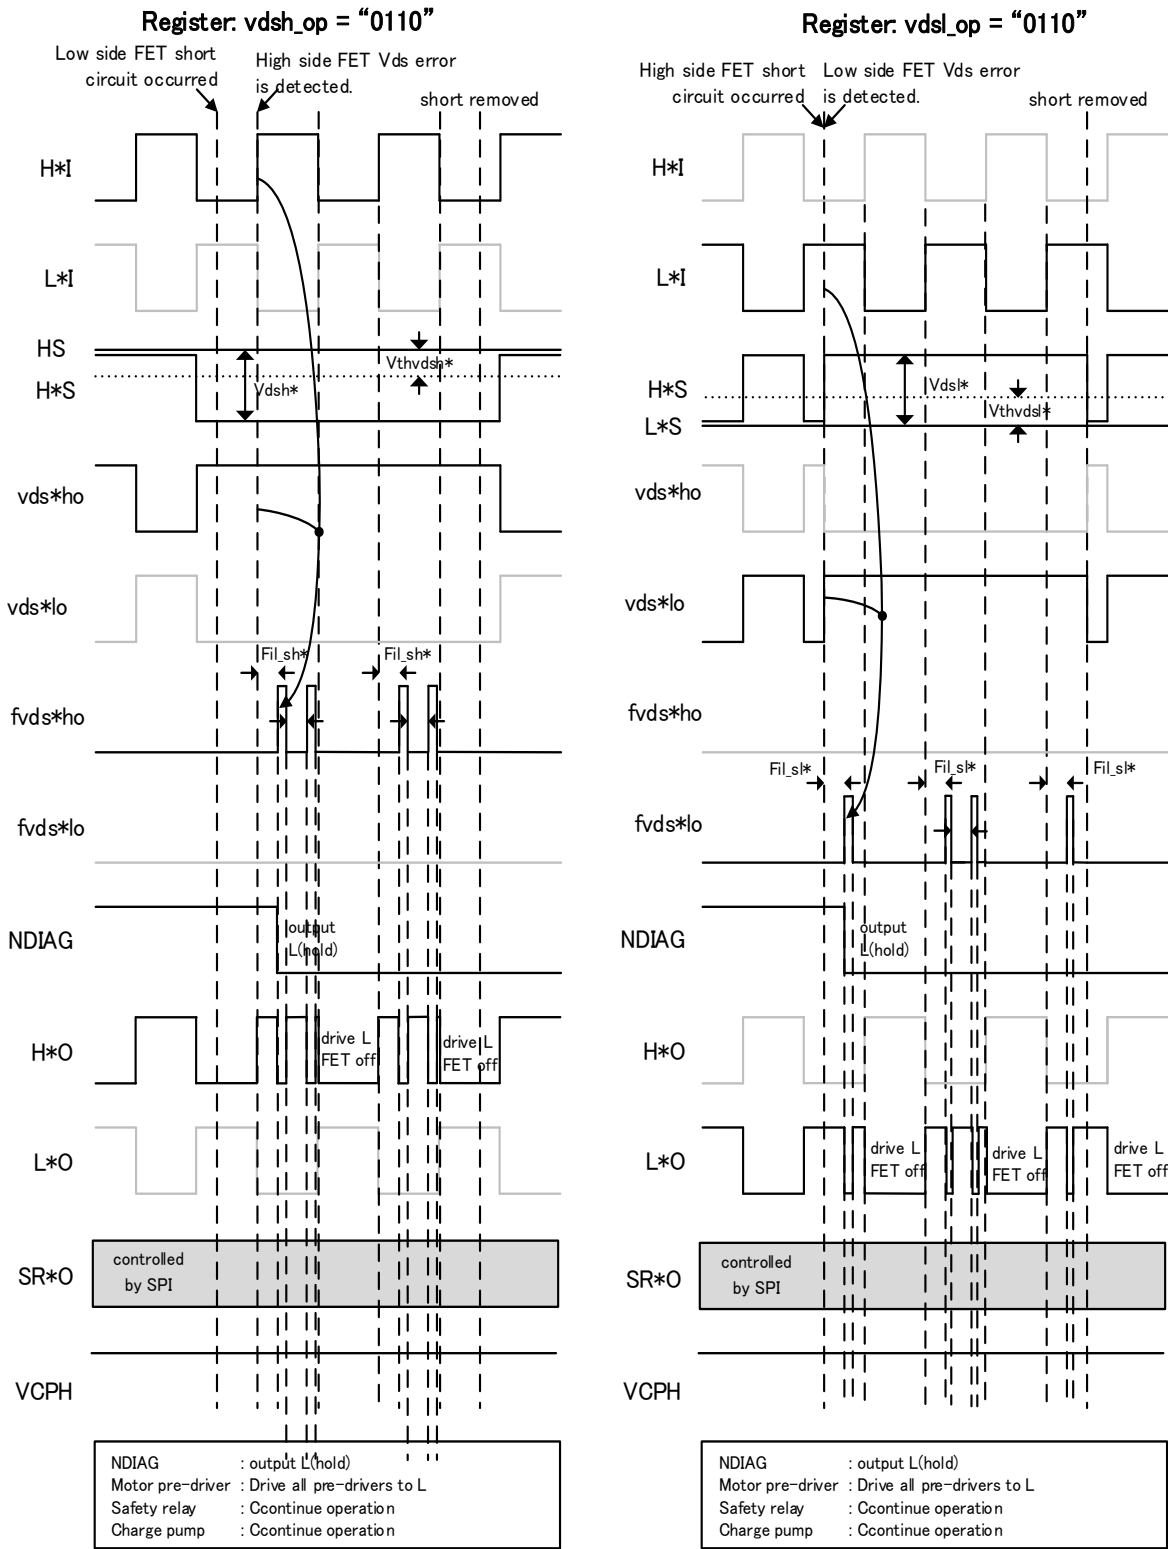 Register: vdsh_op = “0110”
Low side FET short
circuit occurred
High side FET Vds error
is detected.
short removed
H*I
L*I
HS
Vthvdsh*
H*S
Vdsh*
vds*ho
vds*lo
Fil_sh*
Fil_sh*
fvds*ho
fvds*lo
NDIAG
output
L(hold)
H*O
drive L
FET off
drive L
FET off
L*O
SR*O
controlled
by SPI
VCPH
NDIAG : output L(hold)
Motor pre-driver : Drive all pre-drivers to L
Safety relay : Ccontinue operation
Charge pump : Ccontinue operation
Register: vdsl_op = “0110”
High side FET short
circuit occurred
Low side FET Vds error
is detected.
short removed
H*I
L*I
H*S
Vdsl*
Vthvdsl*
L*S
vds*ho
vds*lo
fvds*ho
Fil_sl*
Fil_sl*
Fil_sl*
fvds*lo
NDIAG
output
L(hold)
H*O
L*O
drive L
FET off
drive L
FET off
drive L
FET off
SR*O
controlled
by SPI
VCPH
NDIAG : output L(hold)
Motor pre-driver : Drive all pre-drivers to L
Safety relay : Ccontinue operation
Charge pump : Ccontinue operation